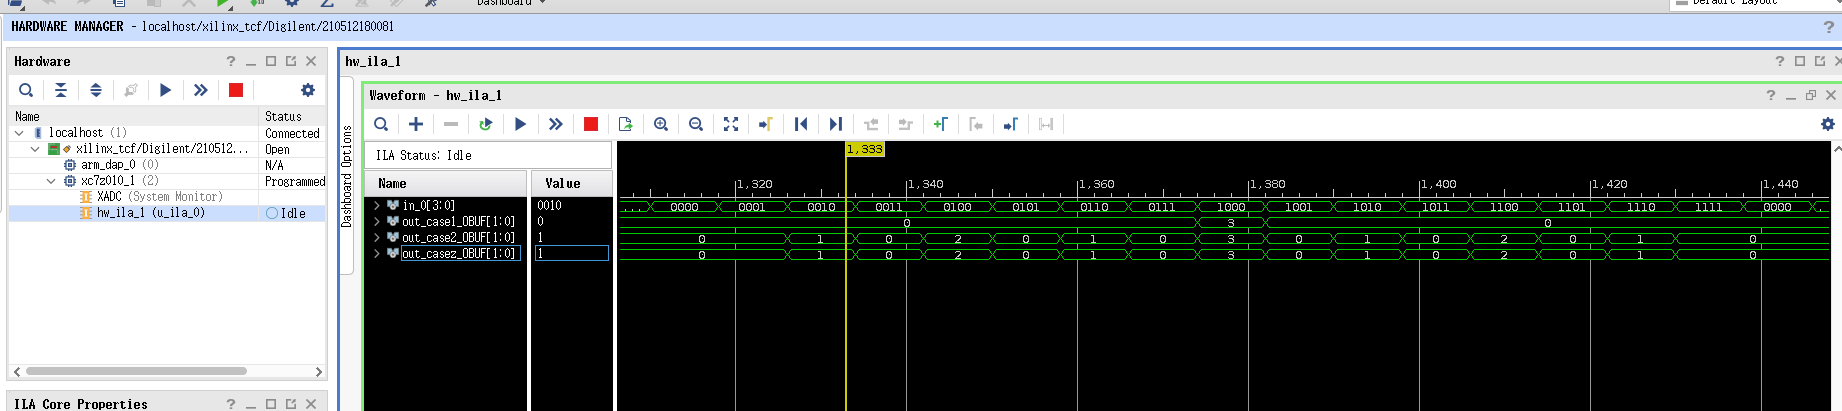 Dashboard
Default Layout
HARDWARE MANAGER - localhost/xilinx_tcf/Digilent/210512180081
?
Hardware
? _
Name Status
localhost (1) Connected
xilinx_tcf/Digilent/210512... Open
arm_dap_0 (0) N/A
xc7z010_1 (2) Programmed
XADC (System Monitor)
hw_ila_1 (u_ila_0) Idle
ILA Core Properties
? _
hw_ila_1
?
Dashboard Options
Waveform - hw_ila_1
? _
ILA Status: Idle
1,333
Name Value
1,320 1,340 1,360 1,380 1,400 1,420 1,440
in_0[3:0] 0010 ... 0000 0001 0010 0011 0100 0101 0110 0111 1000 1001 1010 1011 1100 1101 1110 1111 0000
out_case1_OBUF[1:0] 0 0 3 0
out_case2_OBUF[1:0] 1 0 1 0 2 0 1 0 3 0 1 0 2 0 1 0
out_casez_OBUF[1:0] 1 0 1 0 2 0 1 0 3 0 1 0 2 0 1 0